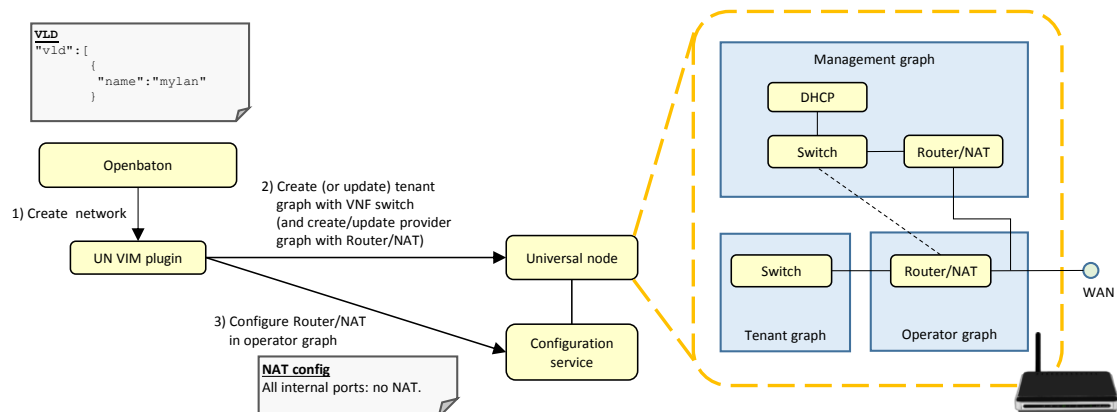 VLD
"vld":[
{
"name":"mylan"
}
Openbaton
1) Create network
UN VIM plugin
2) Create (or update) tenant
graph with VNF switch
(and create/update provider
graph with Router/NAT)
Universal node
3) Configure Router/NAT
in operator graph
Configuration
service
NAT config
All internal ports: no NAT.
Management graph
DHCP
Switch
Router/NAT
Switch
Router/NAT
WAN
Tenant graph
Operator graph